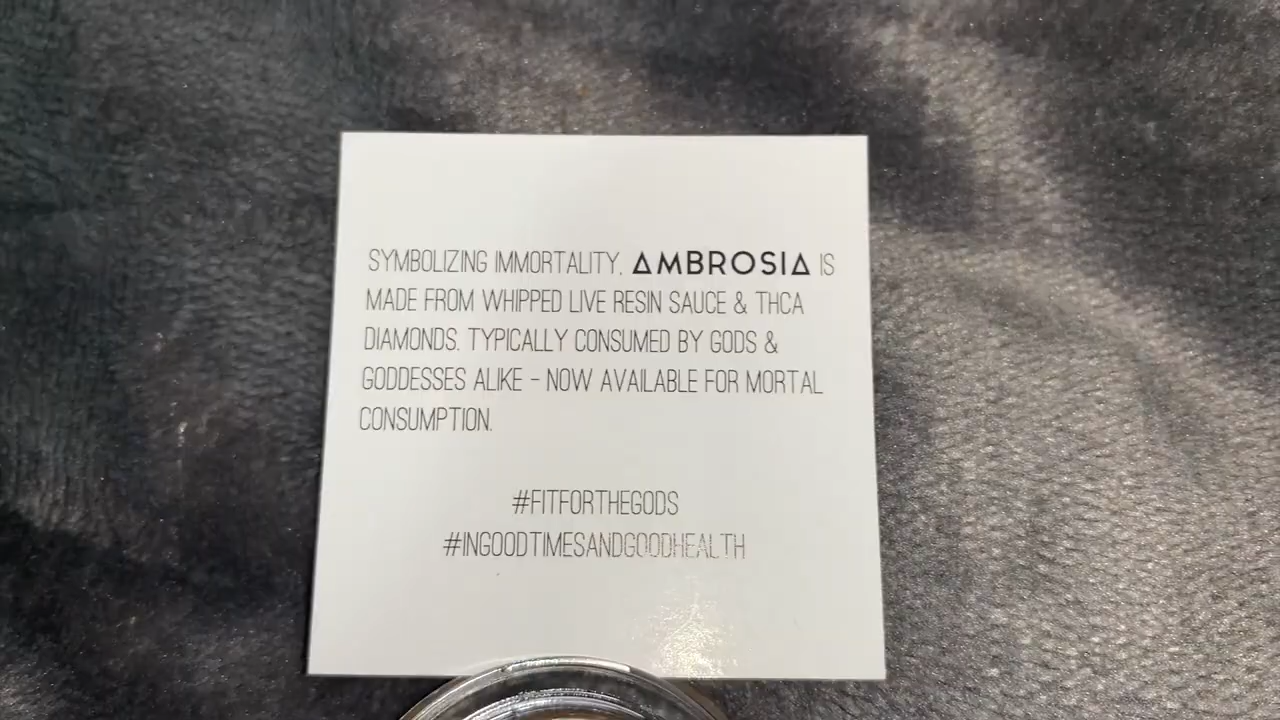 SYMBOLIZING IMMORTALITY, AMBROSIA IS
MADE FROM WHIPPED LIVE RESIN SAUCE & THCA
DIAMONDS. TYPICALLY CONSUMED BY GODS &
GODDESSES ALIKE - NOW AVAILABLE FOR MORTAL
CONSUMPTION.
#FITFORTHEGODS
#INGOODTIMESANDGOODHEALTH